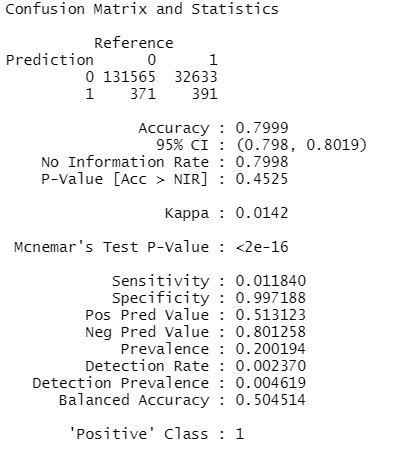 Confusion Matrix and Statistics
Reference
Prediction 0 1
0 131565 32633
1 371 391
Accuracy : 0.7999
95% CI : (0.798, 0.8019)
No Information Rate : 0.7998
P-Value [Acc > NIR] : 0.4525
Kappa : 0.0142
Mcnemar's Test P-Value : <2e-16
Sensitivity : 0.011840
Specificity : 0.997188
Pos Pred Value : 0.513123
Neg Pred Value : 0.801258
Prevalence : 0.200194
Detection Rate : 0.002370
Detection Prevalence : 0.004619
Balanced Accuracy : 0.504514
'Positive' Class : 1